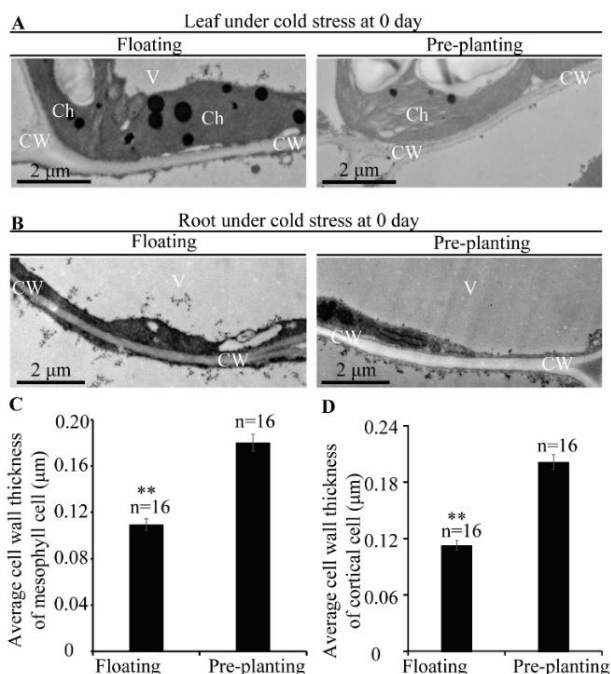 A Leaf under cold stress at 0 day
Floating Pre-planting
V
CW
Ch Ch Ch
CW CW
2 μm 2 μm
B Root under cold stress at 0 day
Floating Pre-planting
V V
CW
CW CW CW
2 μm 2 μm
C D
Average cell wall thickness
of mesophyll cell (μm)
0.20
0.16
0.12
0.08
0.04
0
**
n=16
n=16
Floating Pre-planting
Average cell wall thickness
of cortical cell (μm)
0.24
0.18
0.12
0.06
0
**
n=16
n=16
Floating Pre-planting